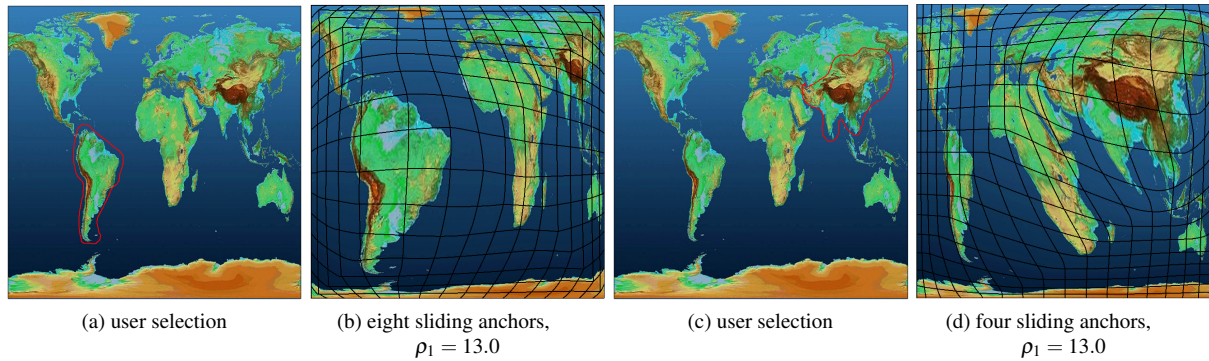 (a) user selection
(b) eight sliding anchors,
ρ₁ = 13.0
(c) user selection
(d) four sliding anchors,
ρ₁ = 13.0